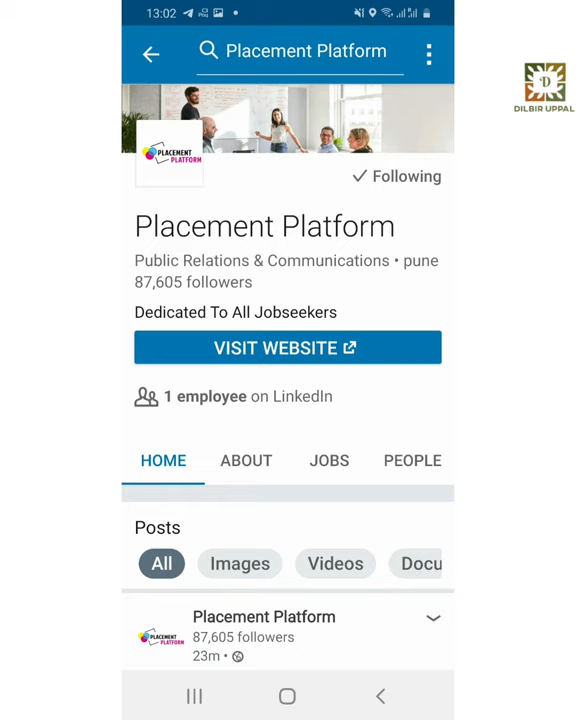 13:02
Placement Platform
D
DILBIR UPPAL
PLACEMENT
PLATFORM
Following
Placement Platform
Public Relations & Communications • pune
87,605 followers
Dedicated To All Jobseekers
VISIT WEBSITE
1 employee on LinkedIn
HOME ABOUT JOBS PEOPLE
Posts
All Images Videos Docu
Placement Platform
PLACEMENT
PLATFORM
87,605 followers
23m •